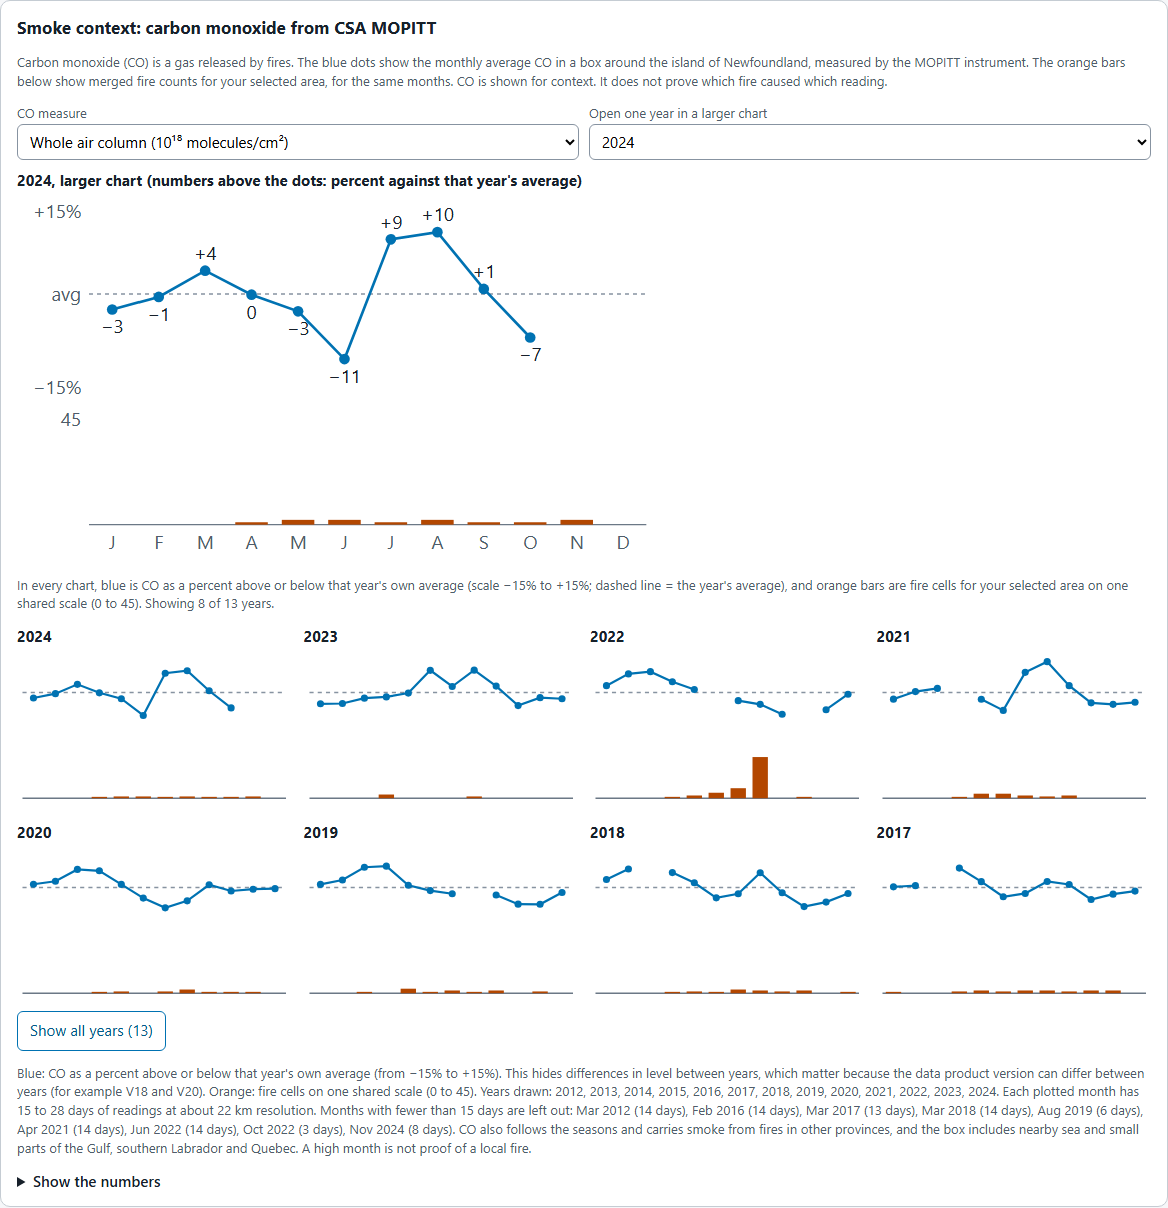 Smoke context: carbon monoxide from CSA MOPITT
Carbon monoxide (CO) is a gas released by fires. The blue dots show the monthly average CO in a box around the island of Newfoundland, measured by the MOPITT instrument. The orange bars
below show merged fire counts for your selected area, for the same months. CO is shown for context. It does not prove which fire caused which reading.
CO measure
Whole air column (10¹⁸ molecules/cm²)
Open one year in a larger chart
2024
2024, larger chart (numbers above the dots: percent against that year's average)
+15%
avg
−15%
45
−3
−1
+4
0
−3
−11
+9
+10
+1
−7
J F M A M J J A S O N D
In every chart, blue is CO as a percent above or below that year's own average (scale −15% to +15%; dashed line = the year's average), and orange bars are fire cells for your selected area on one
shared scale (0 to 45). Showing 8 of 13 years.
2024
2023
2022
2021
2020
2019
2018
2017
Show all years (13)
Blue: CO as a percent above or below that year's own average (from −15% to +15%). This hides differences in level between years, which matter because the data product version can differ between
years (for example V18 and V20). Orange: fire cells on one shared scale (0 to 45). Years drawn: 2012, 2013, 2014, 2015, 2016, 2017, 2018, 2019, 2020, 2021, 2022, 2023, 2024. Each plotted month has
15 to 28 days of readings at about 22 km resolution. Months with fewer than 15 days are left out: Mar 2012 (14 days), Feb 2016 (14 days), Mar 2017 (13 days), Mar 2018 (14 days), Aug 2019 (6 days),
Apr 2021 (14 days), Jun 2022 (14 days), Oct 2022 (3 days), Nov 2024 (8 days). CO also follows the seasons and carries smoke from fires in other provinces, and the box includes nearby sea and small
parts of the Gulf, southern Labrador and Quebec. A high month is not proof of a local fire.
Show the numbers